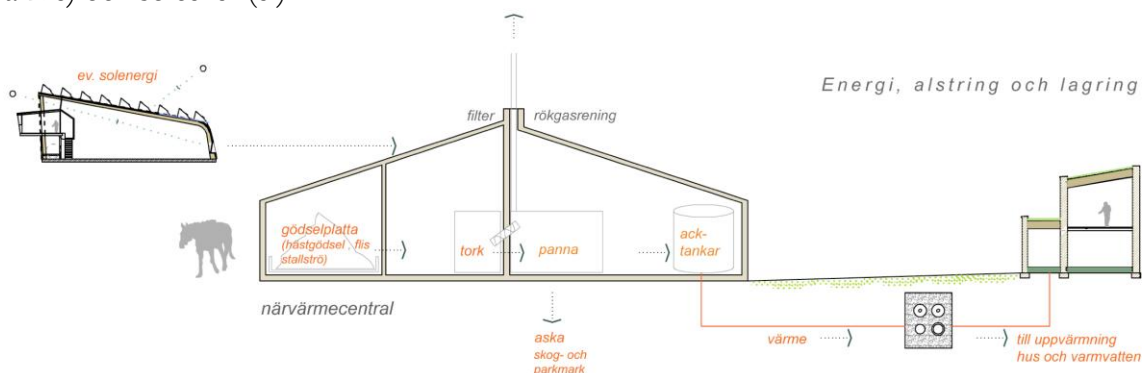 ev. solenergi
Energi, alstring och lagring
filter
rökgasrening
gödselplatta
(hästgödsel . flis
stallströ)
tork
panna
ack-
tankar
närvärmecentral
aska
skog- och
parkmark
värme
till uppvärmning
hus och varmvatten